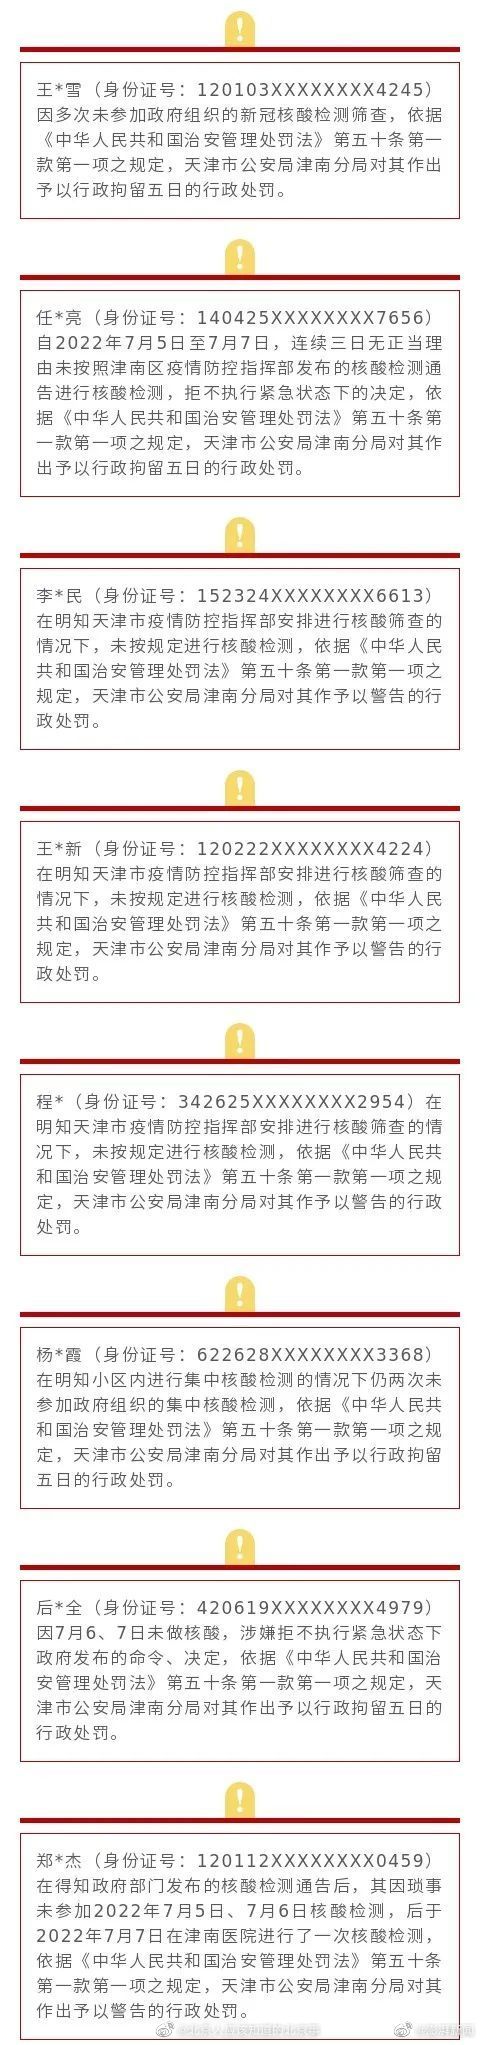 王*雪（身份证号：120103XXXXXXXX4245）
因多次未参加政府组织的新冠核酸检测筛查，依据
《中华人民共和国治安管理处罚法》第五十条第一
款第一项之规定，天津市公安局津南分局对其作出
予以行政拘留五日的行政处罚。
任*亮（身份证号：140425XXXXXXXX7656）
自2022年7月5日至7月7日，连续三日无正当理
由未按照津南区疫情防控指挥部发布的核酸检测通
告进行核酸检测，拒不执行紧急状态下的决定，依
据《中华人民共和国治安管理处罚法》第五十条第
一款第一项之规定，天津市公安局津南分局对其作
出予以行政拘留五日的行政处罚。
李*民（身份证号：152324XXXXXXXX6613）
在明知天津市疫情防控指挥部安排进行核酸筛查的
情况下，未按规定进行核酸检测，依据《中华人民
共和国治安管理处罚法》第五十条第一款第一项之
规定，天津市公安局津南分局对其作予以警告的行
政处罚。
王*新（身份证号：120222XXXXXXXX4224）
在明知天津市疫情防控指挥部安排进行核酸筛查的
情况下，未按规定进行核酸检测，依据《中华人民
共和国治安管理处罚法》第五十条第一款第一项之
规定，天津市公安局津南分局对其作予以警告的行
政处罚。
程*（身份证号：342625XXXXXXXX2954）在
明知天津市疫情防控指挥部安排进行核酸筛查的情
况下，未按规定进行核酸检测，依据《中华人民共
和国治安管理处罚法》第五十条第一款第一项之规
定，天津市公安局津南分局对其作予以警告的行政
处罚。
杨*霞（身份证号：622628XXXXXXXX3368）
在明知小区内进行集中核酸检测的情况下仍两次未
参加政府组织的集中核酸检测，依据《中华人民共
和国治安管理处罚法》第五十条第一款第一项之规
定，天津市公安局津南分局对其作出予以行政拘留
五日的行政处罚。
后*全（身份证号：420619XXXXXXXX4979）
因7月6、7日未做核酸，涉嫌拒不执行紧急状态下
政府发布的命令、决定，依据《中华人民共和国治
安管理处罚法》第五十条第一款第一项之规定，天
津市公安局津南分局对其作出予以行政拘留五日的
行政处罚。
郑*杰（身份证号：120112XXXXXXXX0459）
在得知政府部门发布的核酸检测通告后，其因琐事
未参加2022年7月5日、7月6日核酸检测，后于
2022年7月7日在津南医院进行了一次核酸检测，
依据《中华人民共和国治安管理处罚法》第五十条
第一款第一项之规定，天津市公安局津南分局对其
作出予以警告的行政处罚。